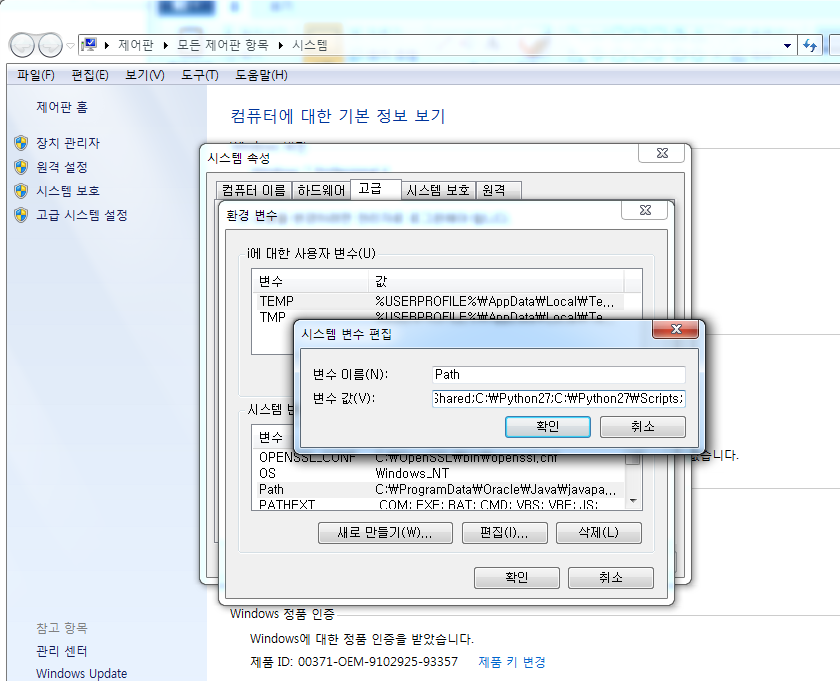 제어판 ▸ 모든 제어판 항목 ▸ 시스템
파일(F) 편집(E) 보기(V) 도구(T) 도움말(H)
제어판 홈
장치 관리자
원격 설정
시스템 보호
고급 시스템 설정
컴퓨터에 대한 기본 정보 보기
시스템 속성
컴퓨터 이름 하드웨어 고급 시스템 보호 원격
환경 변수
i에 대한 사용자 변수(U)
변수 값
TEMP %USERPROFILE%₩AppData₩Local₩Te...
TMP %USERPROFILE%₩AppData₩Local₩Te...
시스템 변수 편집
변수 이름(N): Path
변수 값(V): Shared;C:₩Python27;C:₩Python27₩Scripts;
확인 취소
시스템
변수
OPENSSL_CONF C:₩OpenSSL₩bin₩openssl.cnf
OS Windows_NT
Path C:₩ProgramData₩Oracle₩Java₩javapa...
PATHEXT .COM;.EXE;.BAT;.CMD;.VBS;.VBE;.JS;
새로 만들기(W)... 편집(I)... 삭제(L)
확인 취소
없습니다.
Windows 정품 인증
Windows에 대한 정품 인증을 받았습니다.
제품 ID: 00371-OEM-9102925-93357 제품 키 변경
참고 항목
관리 센터
Windows Update